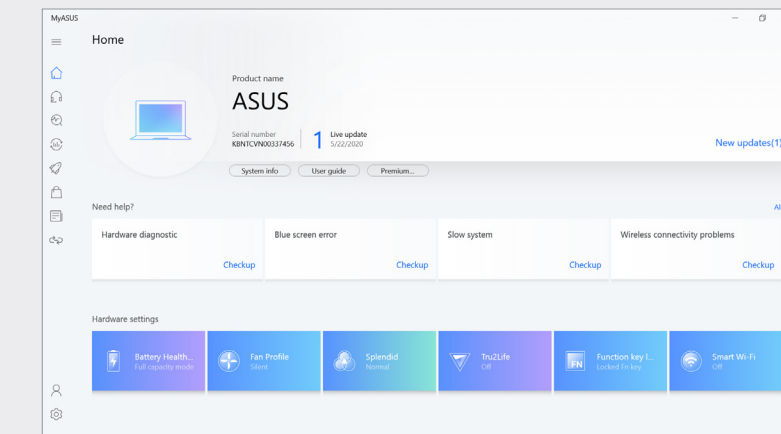 MyASUS
Home
Product name
ASUS
Serial number
KBNTCVN00337456
1
Live update
5/22/2020
New updates(1)
System info
User guide
Premium...
Need help?
Al
Hardware diagnostic
Checkup
Blue screen error
Checkup
Slow system
Checkup
Wireless connectivity problems
Checkup
Hardware settings
Battery Health...
Full capacity mode
Fan Profile
Silent
Splendid
Normal
Tru2Life
Off
FN
Function key l...
Locked Fn key
Smart Wi-Fi
Off